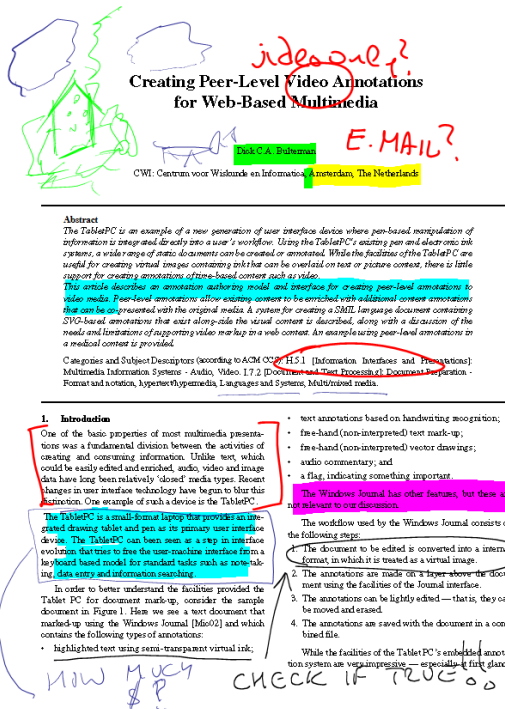 video only?
Creating Peer-Level Video Annotations
for Web-Based Multimedia
Dick C.A. Bulterman
E.MAIL?
CWI: Centrum voor Wiskunde en Informatica, Amsterdam, The Netherlands
Abstract
The TabletPC is an example of a new generation of user interface device where pen-based manipulation of
information is integrated directly into a user's workflow. Using the TabletPC's existing pen and electronic ink
systems, a wide range of static documents can be created or annotated. While the facilities of the TabletPC are
useful for creating virtual images containing ink that can be overlaid on text or picture context, there is little
support for creating annotations of time-based content such as video.
This article describes an annotation authoring model and interface for creating peer-level annotations to
video media. Peer-level annotations allow existing content to be enriched with additional content annotations
that can be co-presented with the original media. A system for creating a SMIL language document containing
SVG-based annotations that exist along-side the visual content is described, along with a discussion of the
needs and limitations of supporting video markup in a web context. An example using peer-level annotations in
a medical context is provided.
Categories and Subject Descriptors (according to ACM CCS): H.5.1 [Information Interfaces and Presentations]:
Multimedia Information Systems - Audio, Video. I.7.2 [Document and Text Processing]: Document Preparation -
Format and notation, hypertext/hypermedia, Languages and Systems, Multi/mixed media.
1. Introduction
One of the basic properties of most multimedia presenta-
tions was a fundamental division between the activities of
creating and consuming information. Unlike text, which
could be easily edited and enriched, audio, video and image
data have long been relatively 'closed' media types. Recent
changes in user interface technology have begun to blur this
distinction. One example of such a device is the TabletPC.
The TabletPC is a small-format laptop that provides an inte-
grated drawing tablet and pen as its primary user interface
device. The TabletPC can been seen as a step in interface
evolution that tries to free the user-machine interface from a
keyboard based model for standard tasks such as note-tak-
ing, data entry and information searching.
In order to better understand the facilities provided the
Tablet PC for document mark-up, consider the sample
document in Figure 1. Here we see a text document that
marked-up using the Windows Journal [Mic02] and which
contains the following types of annotations:
• highlighted text using semi-transparent virtual ink;
• text annotations based on handwriting recognition;
• free-hand (non-interpreted) text mark-up;
• free-hand (non-interpreted) vector drawings;
• audio commentary; and
• a flag, indicating something important.
The Windows Journal has other features, but these a
not relevant to our discussion.
The workflow used by the Windows Journal consists o
the following steps:
1. The document to be edited is converted into a intern
format, in which it is treated as a virtual image.
2. The annotations are made on a layer above the docu
ment using the facilities of the Journal interface.
3. The annotations can be lightly edited — that is, they ca
be moved and erased.
4. The annotations are saved with the document in a com
bined file.
While the facilities of the TabletPC's embedded annota
tion system are very impressive — especially at first glanc
HOW MUCH
$?
CHECK IF TRUE!!